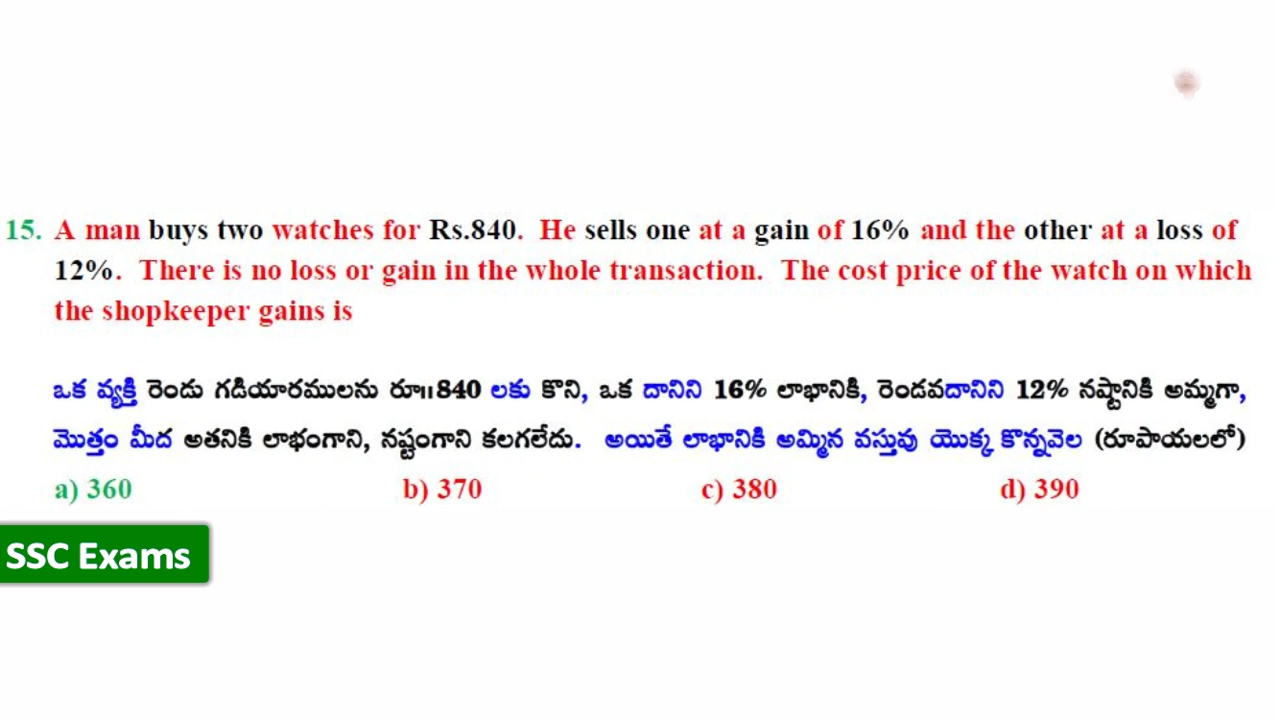 15. A man buys two watches for Rs.840. He sells one at a gain of 16% and the other at a loss of
12%. There is no loss or gain in the whole transaction. The cost price of the watch on which
the shopkeeper gains is
ఒక వ్యక్తి రెండు గడియారములను రూ॥840 లకు కొని, ఒక దానిని 16% లాభానికి, రెండవదానిని 12% నష్టానికి అమ్మగా,
మొత్తం మీద అతనికి లాభంగాని, నష్టంగాని కలగలేదు. అయితే లాభానికి అమ్మిన వస్తువు యొక్క కొన్నవెల (రూపాయలలో)
a) 360 b) 370 c) 380 d) 390
SSC Exams